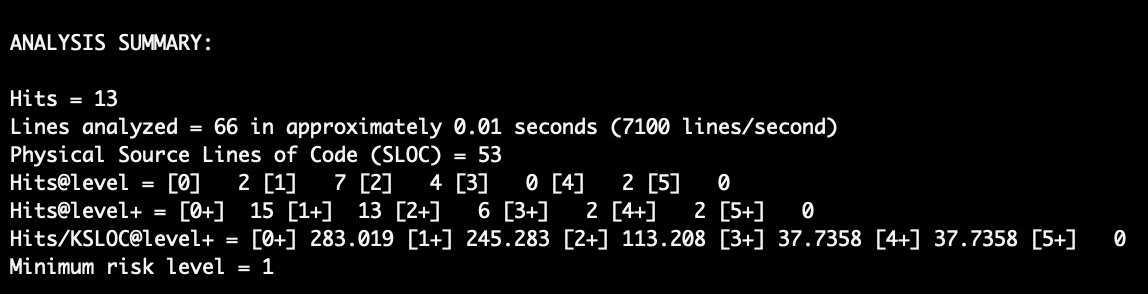 ANALYSIS SUMMARY:
Hits = 13
Lines analyzed = 66 in approximately 0.01 seconds (7100 lines/second)
Physical Source Lines of Code (SLOC) = 53
Hits@level = [0]   2 [1]   7 [2]   4 [3]   0 [4]   2 [5]   0
Hits@level+ = [0+]  15 [1+]  13 [2+]   6 [3+]   2 [4+]   2 [5+]   0
Hits/KSLOC@level+ = [0+] 283.019 [1+] 245.283 [2+] 113.208 [3+] 37.7358 [4+] 37.7358 [5+]   0
Minimum risk level = 1